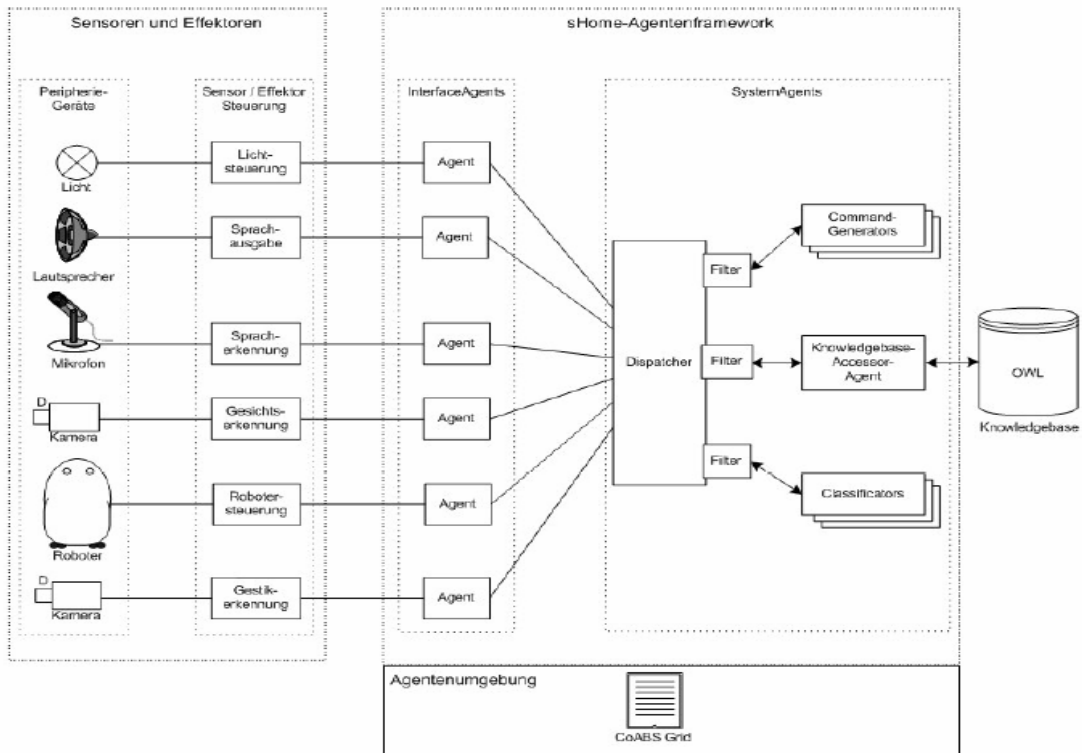 Sensoren und Effektoren
sHome-Agentenframework
Peripherie-
Geräte
Sensor / Effektor
Steuerung
InterfaceAgents
SystemAgents
Licht
Licht-
steuerung
Agent
Lautsprecher
Sprach-
ausgabe
Agent
Mikrofon
Sprach-
erkennung
Agent
D
Kamera
Gesichts-
erkennung
Agent
Roboter
Roboter-
steuerung
Agent
D
Kamera
Gestik-
erkennung
Agent
Dispatcher
Filter
Command-
Generators
Filter
Knowledgebase-
Accessor-
Agent
OWL
Knowledgebase
Filter
Classificators
Agentenumgebung
CoABS Grid